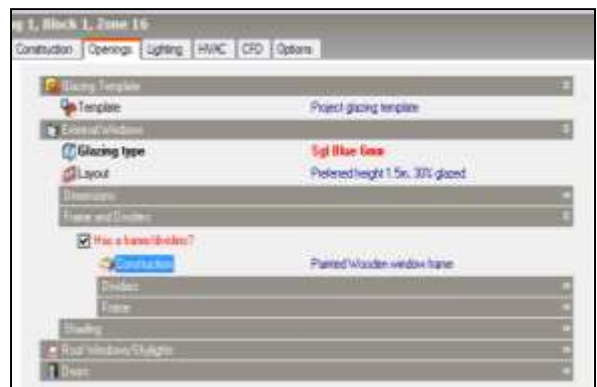 g 1, Block 1, Zone 16
Construction Openings Lighting HVAC CFD Options
Glazing Template
Template Project glazing template
External Windows
Glazing type Sgl Blue 6mm
Layout Preferred height 1.5m, 30% glazed
Dimensions
Frame and Dividers
Has a frame/dividers?
Construction Painted Wooden window frame
Dividers
Frame
Shading
Roof Windows/Skylights
Doors